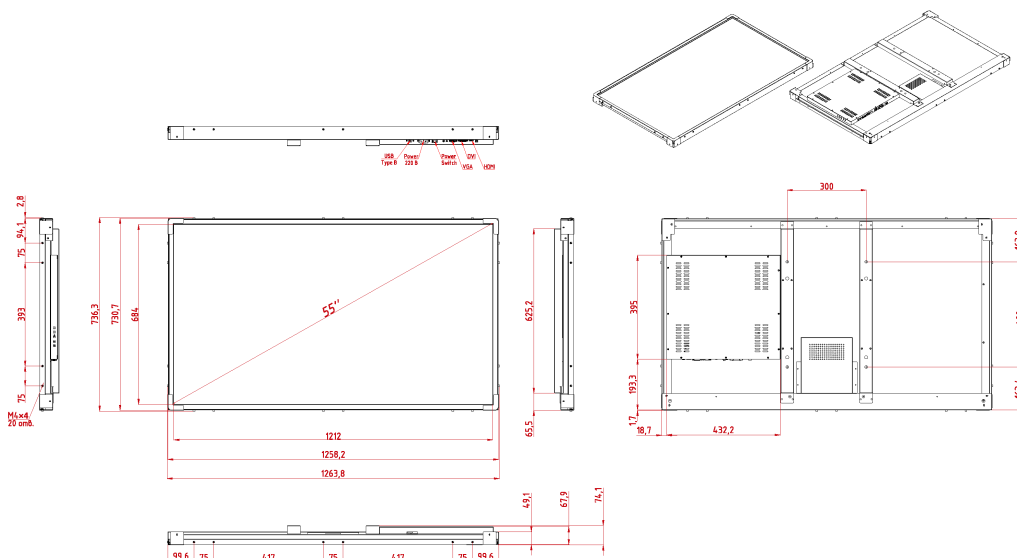 USB
Type B
Power
220 В
Power
Switch
DVI
VGA
HDMI
2,8
94,1
75
393
75
M4×4
20 отв.
736,3
730,7
684
55''
1212
1258,2
1263,8
625,2
65,5
300
395
193,3
1,7
18,7
432,2
49,1
67,9
74,1
99,6
75
417
75
417
75
99,6